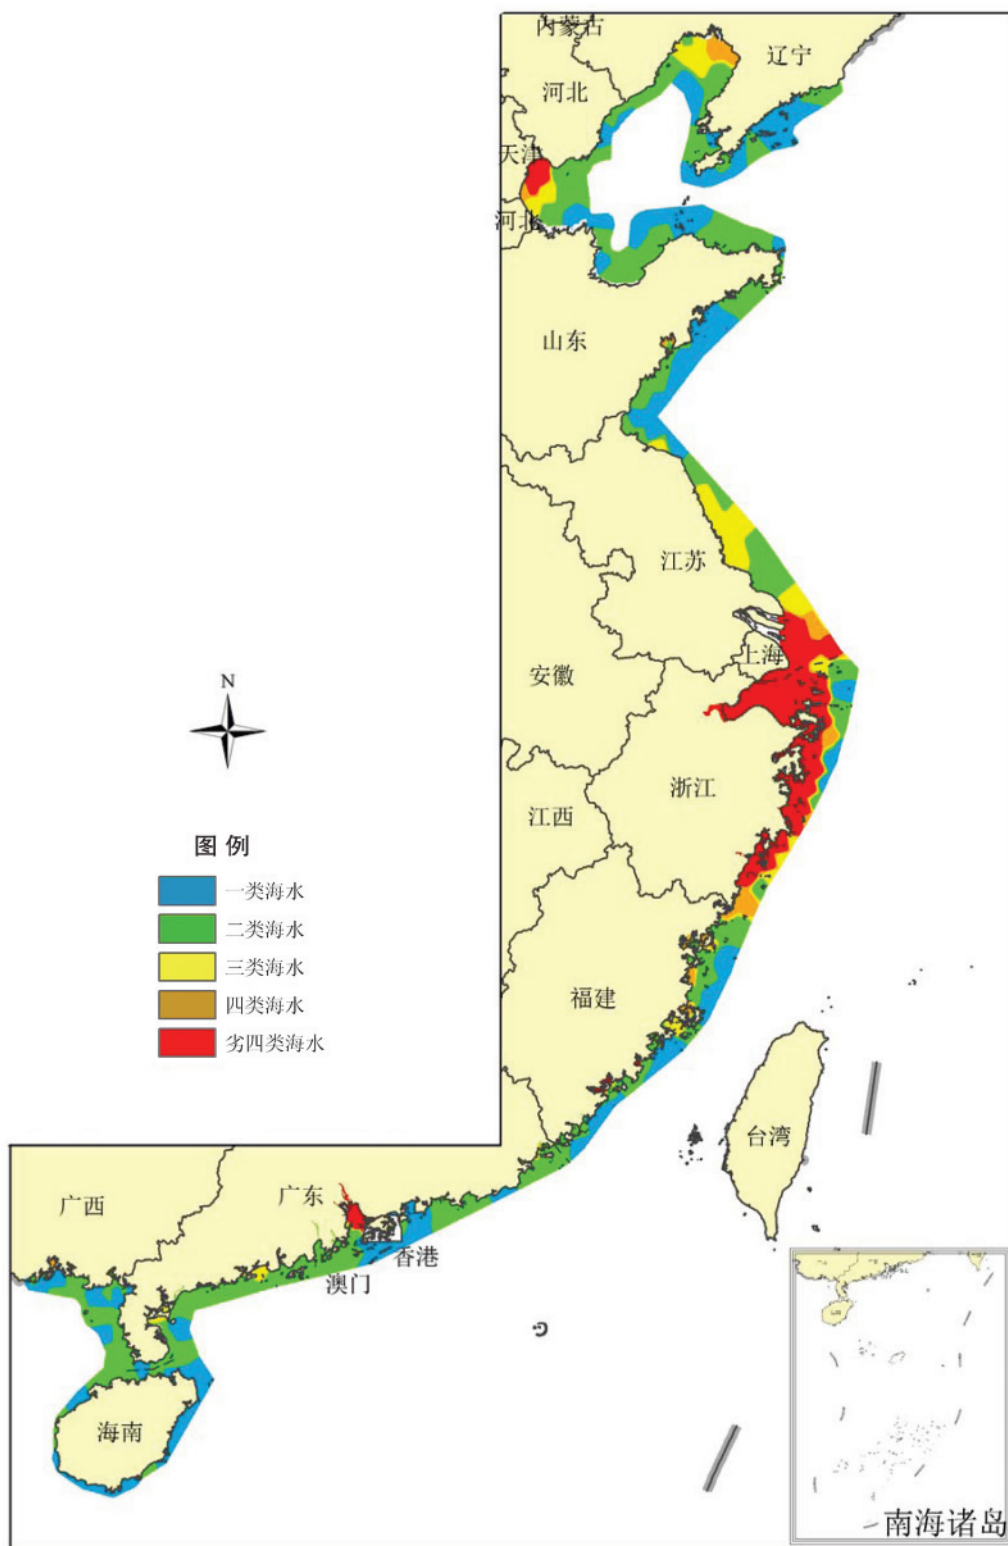 内蒙古
辽宁
河北
天津
河北
山东
江苏
上海
安徽
N
浙江
江西
图例
一类海水
二类海水
三类海水
四类海水
劣四类海水
福建
台湾
广西
广东
香港
澳门
海南
南海诸岛